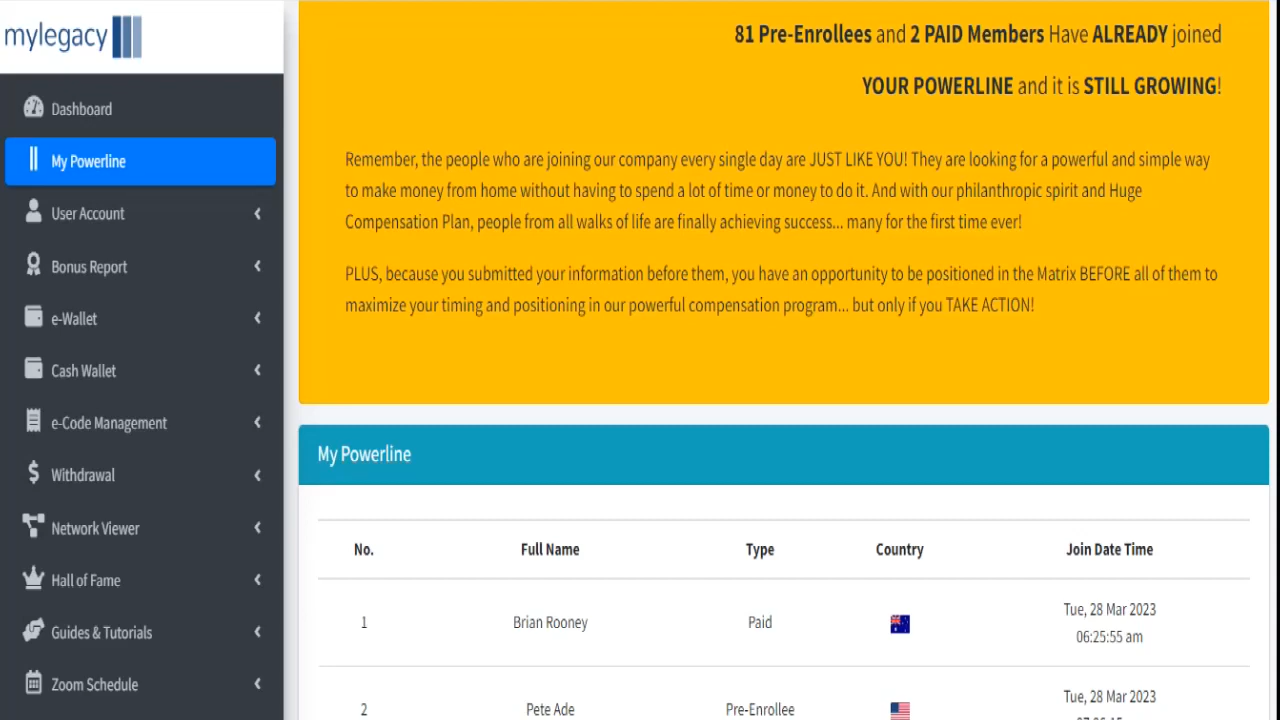 mylegacy
Dashboard
My Powerline
User Account
Bonus Report
e-Wallet
Cash Wallet
e-Code Management
Withdrawal
Network Viewer
Hall of Fame
Guides & Tutorials
Zoom Schedule
81 Pre-Enrollees and 2 PAID Members Have ALREADY joined
YOUR POWERLINE and it is STILL GROWING!
Remember, the people who are joining our company every single day are JUST LIKE YOU! They are looking for a powerful and simple way
to make money from home without having to spend a lot of time or money to do it. And with our philanthropic spirit and Huge
Compensation Plan, people from all walks of life are finally achieving success... many for the first time ever!
PLUS, because you submitted your information before them, you have an opportunity to be positioned in the Matrix BEFORE all of them to
maximize your timing and positioning in our powerful compensation program... but only if you TAKE ACTION!
My Powerline
No. Full Name Type Country Join Date Time
1 Brian Rooney Paid Tue, 28 Mar 2023
06:25:55 am
2 Pete Ade Pre-Enrollee Tue, 28 Mar 2023